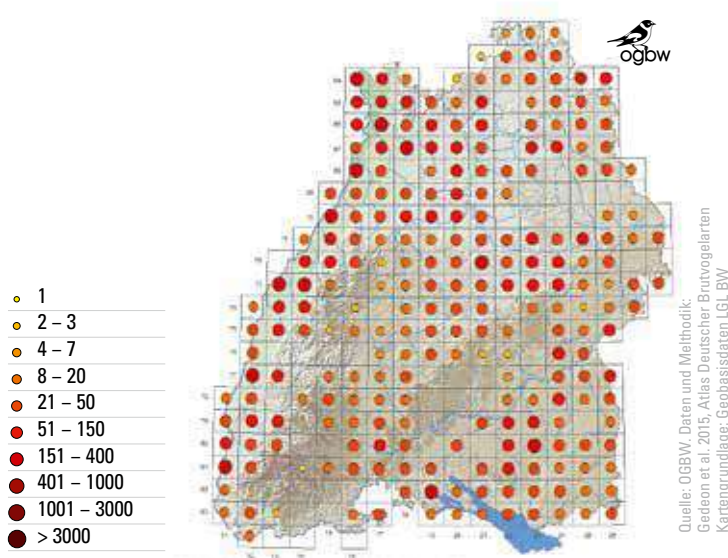 ogbw
1
2 – 3
4 – 7
8 – 20
21 – 50
51 – 150
151 – 400
401 – 1000
1001 – 3000
> 3000
Quelle: OGBW. Daten und Melthodik:
Gedeon et al. 2015, Atlas Deutscher Brutvogelarten
Kartengrundlage: Geobasisdaten LGL BW